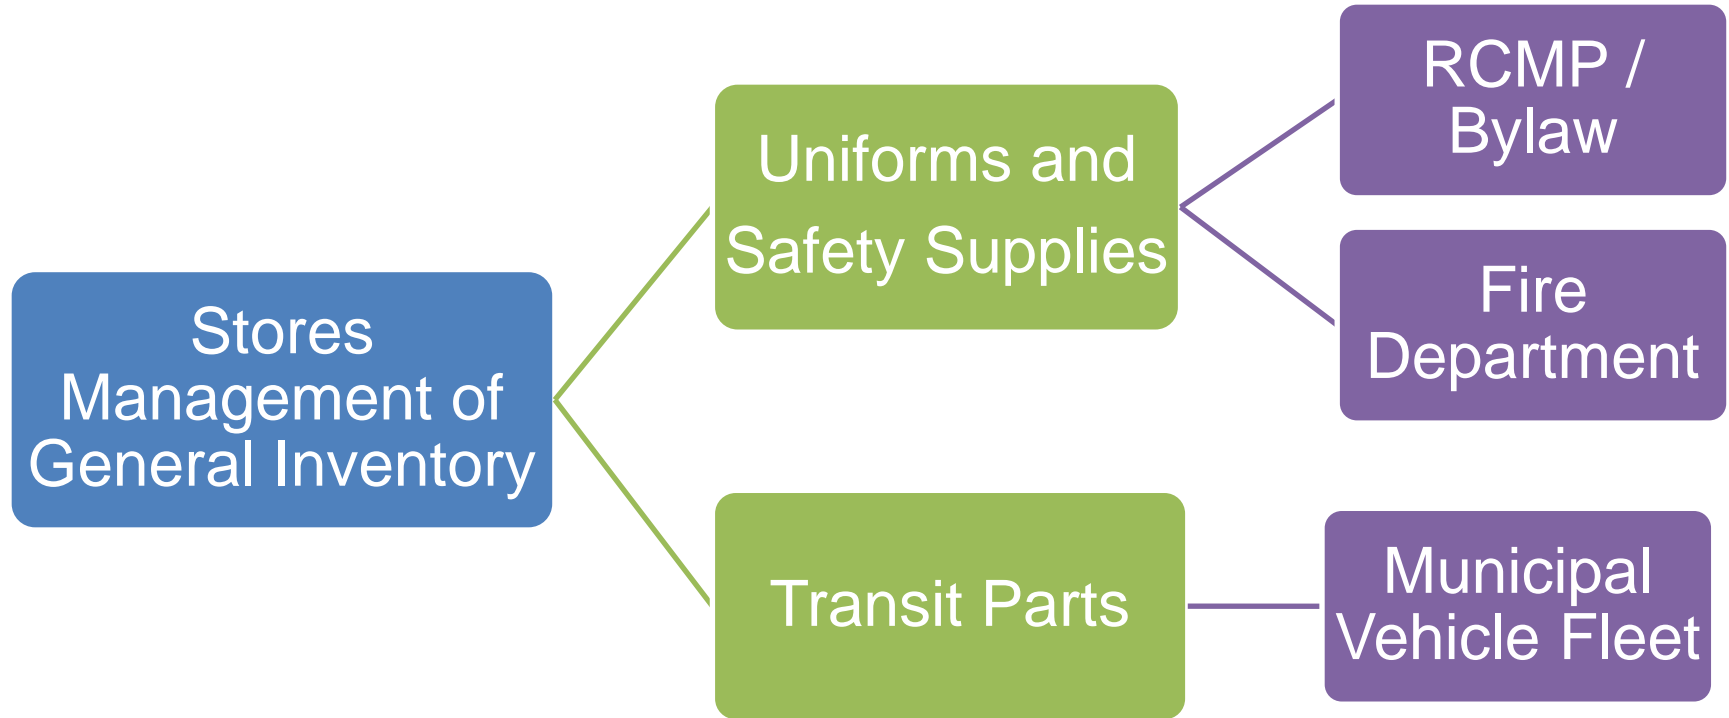 Stores
Management of
General Inventory
Uniforms and
Safety Supplies
RCMP /
Bylaw
Fire
Department
Transit Parts
Municipal
Vehicle Fleet